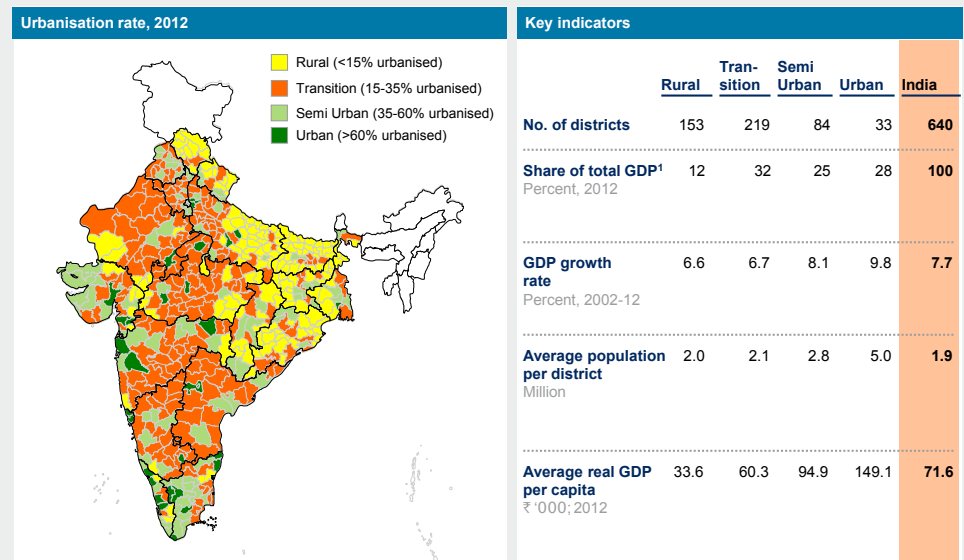 Urbanisation rate, 2012
Rural (<15% urbanised)
Transition (15-35% urbanised)
Semi Urban (35-60% urbanised)
Urban (>60% urbanised)
Key indicators
Rural Tran-sition Semi Urban Urban India
No. of districts 153 219 84 33 640
Share of total GDP¹ 12 32 25 28 100
Percent, 2012
GDP growth 6.6 6.7 8.1 9.8 7.7
rate
Percent, 2002-12
Average population 2.0 2.1 2.8 5.0 1.9
per district
Million
Average real GDP 33.6 60.3 94.9 149.1 71.6
per capita
₹ '000; 2012